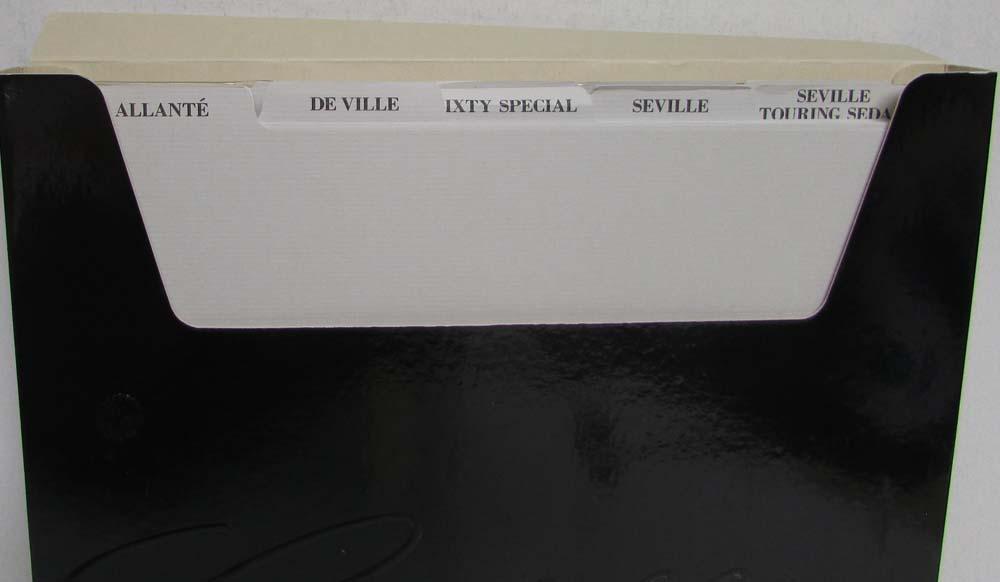 ALLANTÉ
DE VILLE
IXTY SPECIAL
SEVILLE
SEVILLE
TOURING SEDA